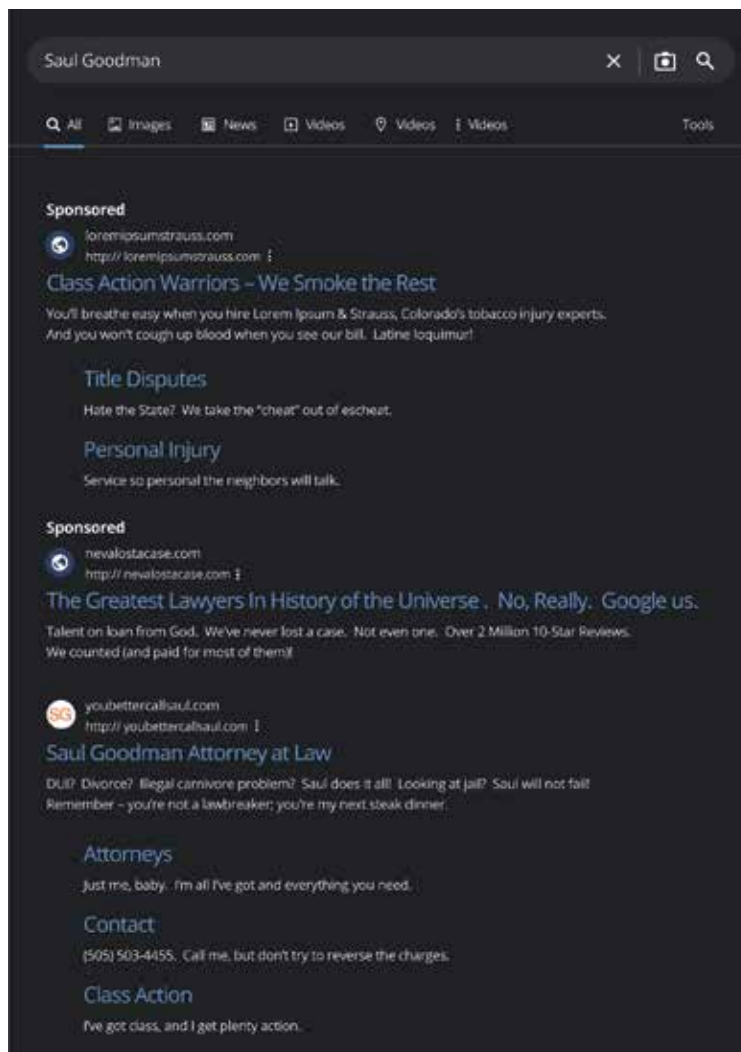 Saul Goodman
All Images News Videos Videos Videos Tools
Sponsored
loremipsumstrauss.com
http://loremipsumstrauss.com
Class Action Warriors – We Smoke the Rest
You'll breathe easy when you hire Lorem Ipsum & Strauss, Colorado's tobacco injury experts.
And you won't cough up blood when you see our bill. Latine loquimur!
Title Disputes
Hate the State? We take the "cheat" out of escheat.
Personal Injury
Service so personal the neighbors will talk.
Sponsored
nevalostacase.com
http://nevalostacase.com
The Greatest Lawyers In History of the Universe . No, Really. Google us.
Talent on loan from God. We've never lost a case. Not even one. Over 2 Million 10-Star Reviews.
We counted (and paid for most of them)!
SG
youbettercallsaul.com
http://youbettercallsaul.com
Saul Goodman Attorney at Law
DUI? Divorce? Illegal carnivore problem? Saul does it all! Looking at jail? Saul will not fail!
Remember – you're not a lawbreaker; you're my next steak dinner.
Attorneys
Just me, baby. I'm all I've got and everything you need.
Contact
(505) 503-4455. Call me, but don't try to reverse the charges.
Class Action
I've got class, and I get plenty action.